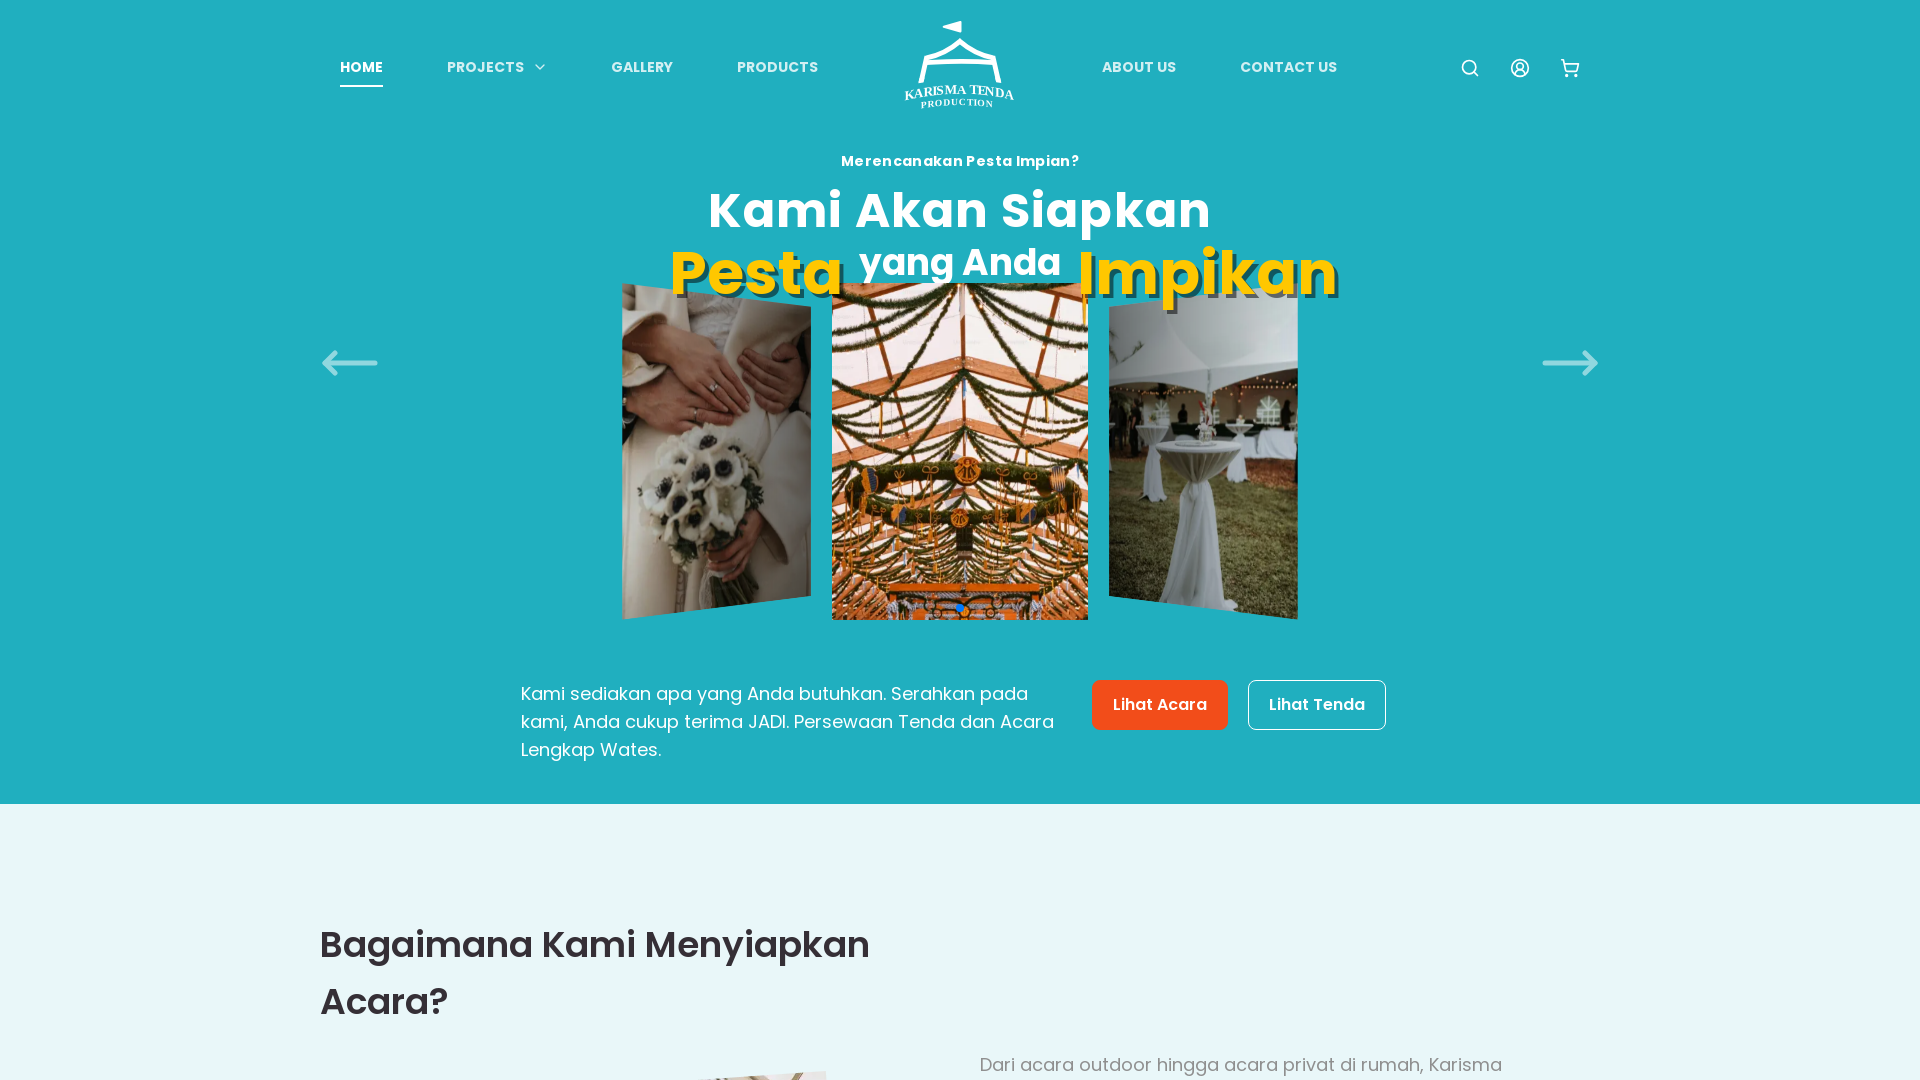 HOME
PROJECTS
GALLERY
PRODUCTS
KARISMA TENDA
PRODUCTION
ABOUT US
CONTACT US
Merencanakan Pesta Impian?
Kami Akan Siapkan
Pesta yang Anda Impikan
Kami sediakan apa yang Anda butuhkan. Serahkan pada
kami, Anda cukup terima JADI. Persewaan Tenda dan Acara
Lengkap Wates.
Lihat Acara
Lihat Tenda
Bagaimana Kami Menyiapkan
Acara?
Dari acara outdoor hingga acara privat di rumah, Karisma